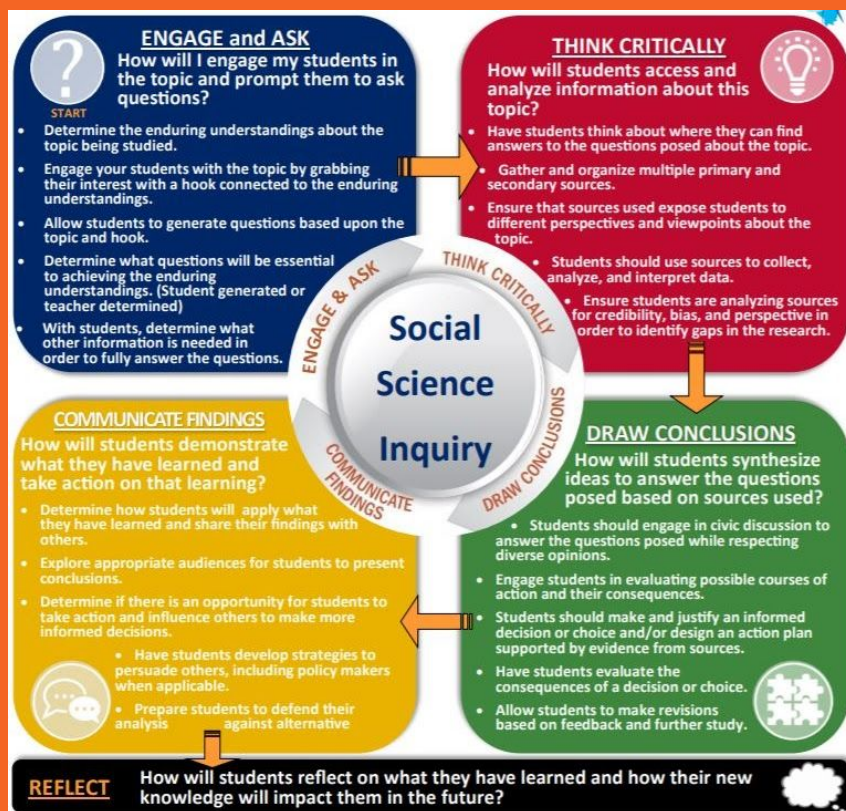 ENGAGE and ASK
How will I engage my students in
the topic and prompt them to ask
questions?
START
• Determine the enduring understandings about the
topic being studied.
• Engage your students with the topic by grabbing
their interest with a hook connected to the enduring
understandings.
• Allow students to generate questions based upon the
topic and hook.
• Determine what questions will be essential
to achieving the enduring
understandings. (Student generated or
teacher determined)
• With students, determine what
other information is needed in
order to fully answer the questions.
THINK CRITICALLY
How will students access and
analyze information about this
topic?
• Have students think about where they can find
answers to the questions posed about the topic.
• Gather and organize multiple primary and
secondary sources.
• Ensure that sources used expose students to
different perspectives and viewpoints about the
topic.
• Students should use sources to collect,
analyze, and interpret data.
• Ensure students are analyzing sources
for credibility, bias, and perspective in
order to identify gaps in the research.
ENGAGE & ASK
THINK CRITICALLY
DRAW CONCLUSIONS
COMMUNICATE
FINDINGS
Social
Science
Inquiry
COMMUNICATE FINDINGS
How will students demonstrate
what they have learned and
take action on that learning?
• Determine how students will apply what
they have learned and share their findings with
others.
• Explore appropriate audiences for students to present
conclusions.
• Determine if there is an opportunity for students to
take action and influence others to make more
informed decisions.
• Have students develop strategies to
persuade others, including policy makers
when applicable.
• Prepare students to defend their
analysis against alternative
DRAW CONCLUSIONS
How will students synthesize
ideas to answer the questions
posed based on sources used?
• Students should engage in civic discussion to
answer the questions posed while respecting
diverse opinions.
• Engage students in evaluating possible courses of
action and their consequences.
• Students should make and justify an informed
decision or choice and/or design an action plan
supported by evidence from sources.
• Have students evaluate the
consequences of a decision or choice.
• Allow students to make revisions
based on feedback and further study.
REFLECT
How will students reflect on what they have learned and how their new
knowledge will impact them in the future?